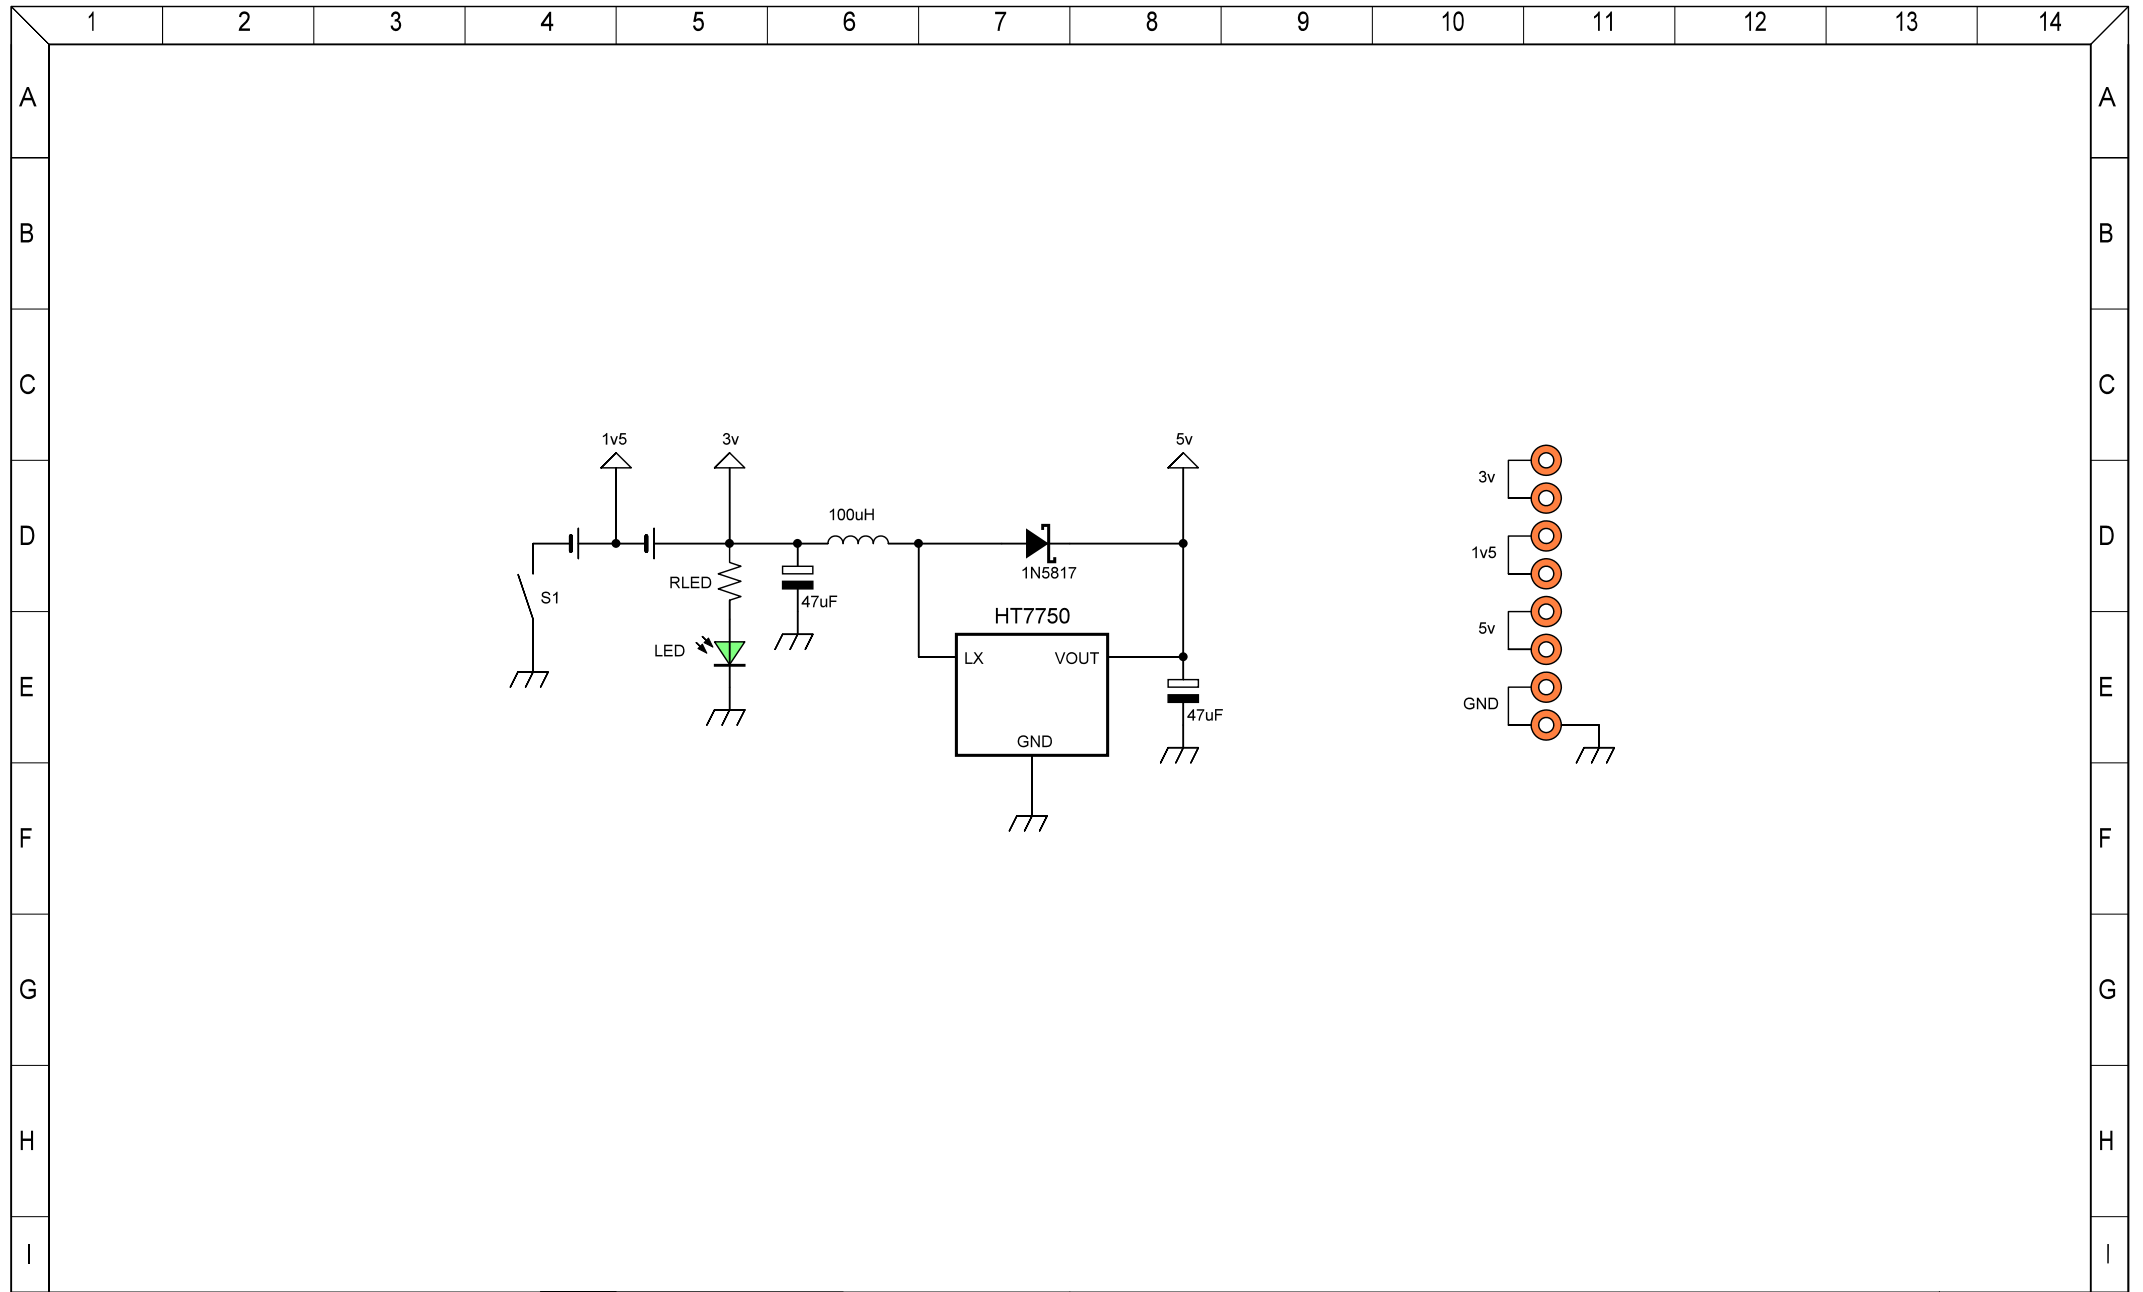 1 2 3 4 5 6 7 8 9 10 11 12 13 14
A A
B B
C C
1v5 3v 5v
3v
100uH
D D
1v5
1N5817
RLED
S1
47uF
HT7750
5v
LED
LX VOUT
E E
GND
47uF
GND
F F
G G
H H
I I